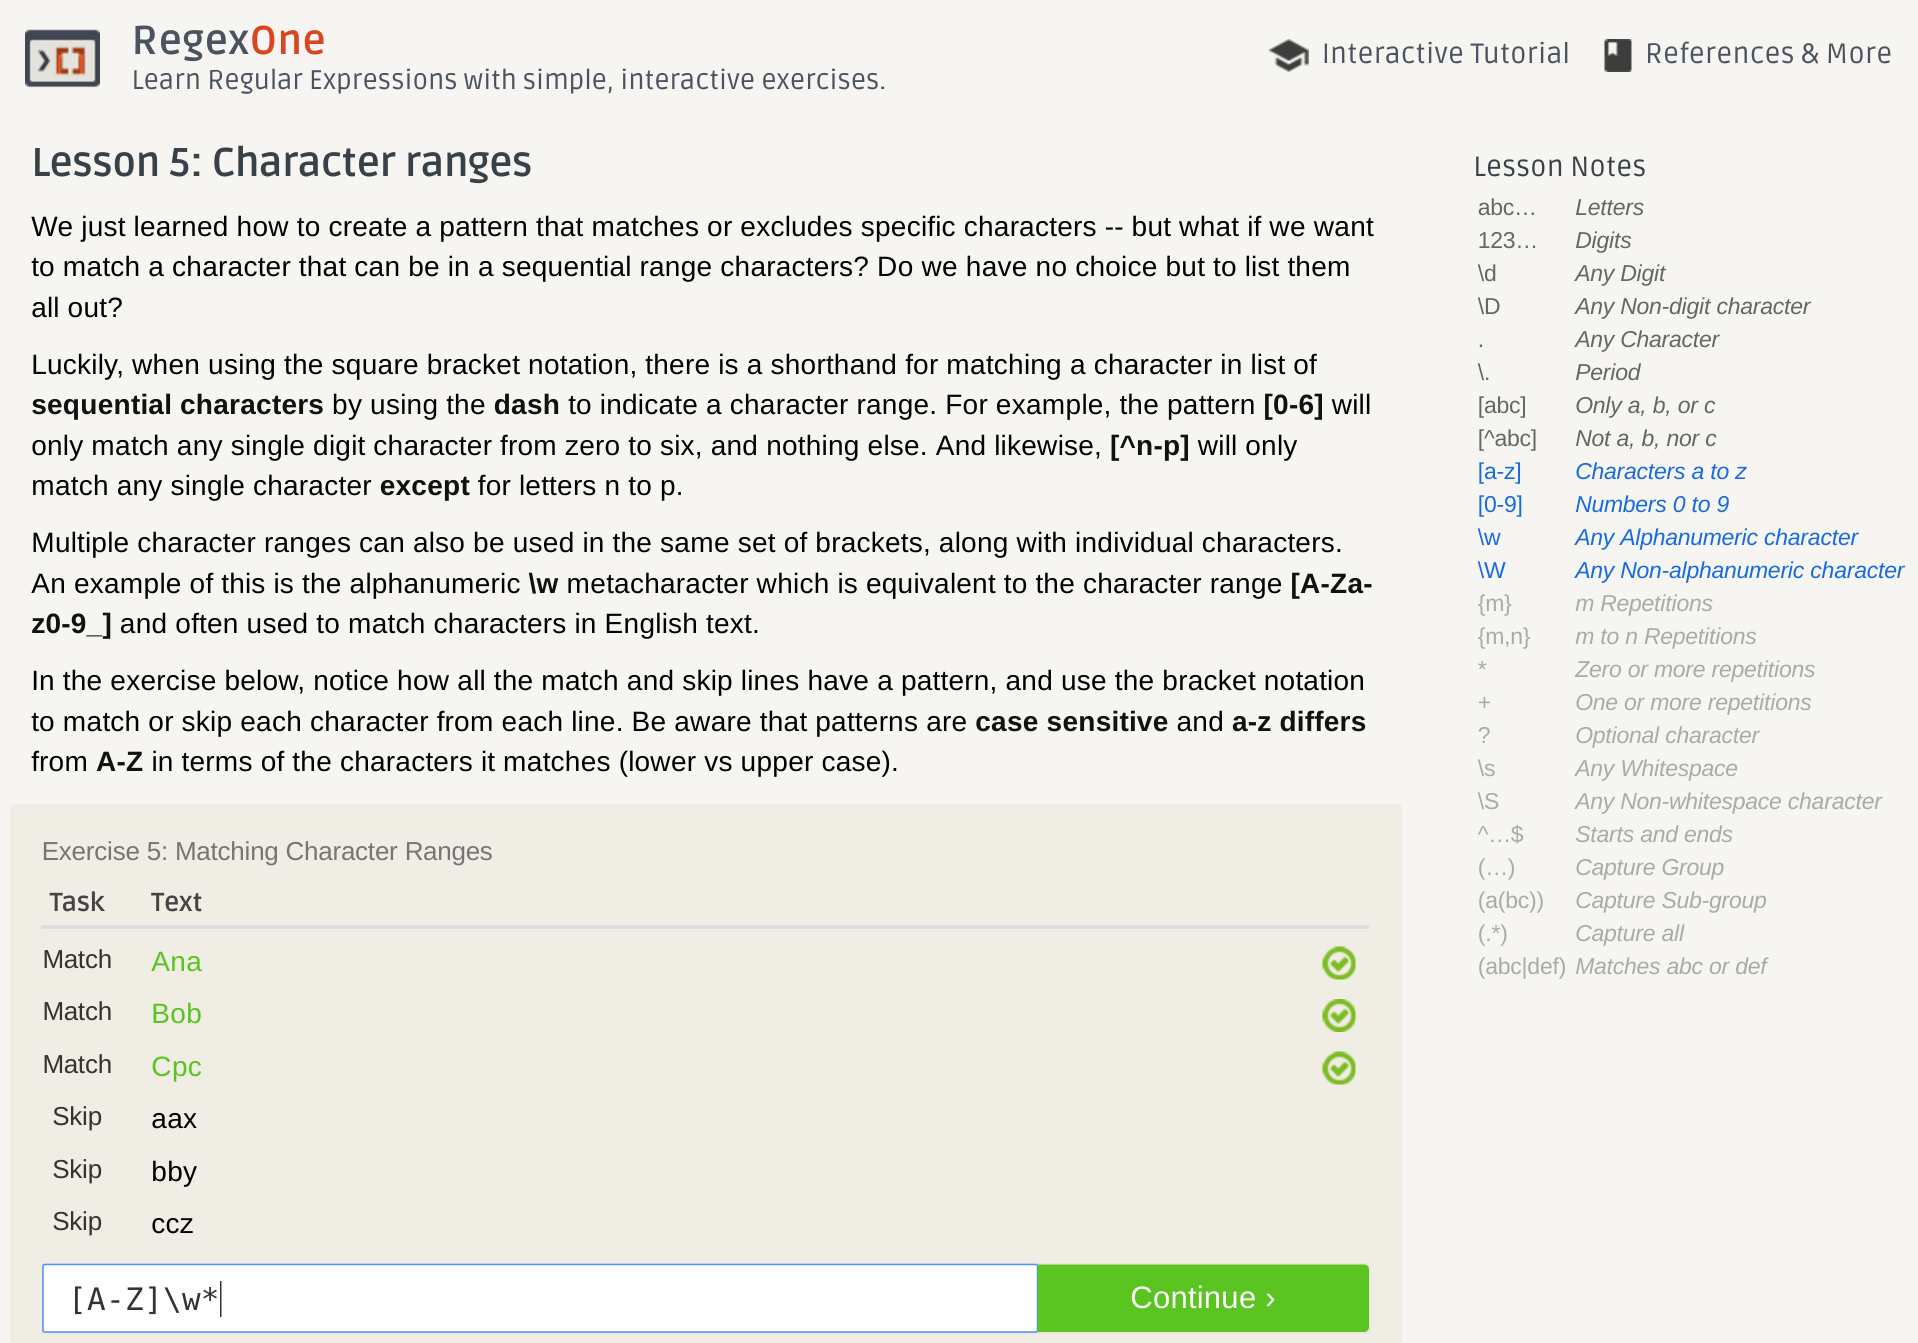 RegexOne
Learn Regular Expressions with simple, interactive exercises.
Interactive Tutorial
References & More
Lesson 5: Character ranges
We just learned how to create a pattern that matches or excludes specific characters -- but what if we want
to match a character that can be in a sequential range characters? Do we have no choice but to list them
all out?
Luckily, when using the square bracket notation, there is a shorthand for matching a character in list of
sequential characters by using the dash to indicate a character range. For example, the pattern [0-6] will
only match any single digit character from zero to six, and nothing else. And likewise, [^n-p] will only
match any single character except for letters n to p.
Multiple character ranges can also be used in the same set of brackets, along with individual characters.
An example of this is the alphanumeric \w metacharacter which is equivalent to the character range [A-Za-
z0-9_] and often used to match characters in English text.
In the exercise below, notice how all the match and skip lines have a pattern, and use the bracket notation
to match or skip each character from each line. Be aware that patterns are case sensitive and a-z differs
from A-Z in terms of the characters it matches (lower vs upper case).
Exercise 5: Matching Character Ranges
Task Text
Match Ana
Match Bob
Match Cpc
Skip aax
Skip bby
Skip ccz
[A-Z]\w*
Continue ›
Lesson Notes
abc… Letters
123… Digits
\d Any Digit
\D Any Non-digit character
. Any Character
\. Period
[abc] Only a, b, or c
[^abc] Not a, b, nor c
[a-z] Characters a to z
[0-9] Numbers 0 to 9
\w Any Alphanumeric character
\W Any Non-alphanumeric character
{m} m Repetitions
{m,n} m to n Repetitions
* Zero or more repetitions
+ One or more repetitions
? Optional character
\s Any Whitespace
\S Any Non-whitespace character
^…$ Starts and ends
(…) Capture Group
(a(bc)) Capture Sub-group
(.*) Capture all
(abc|def) Matches abc or def